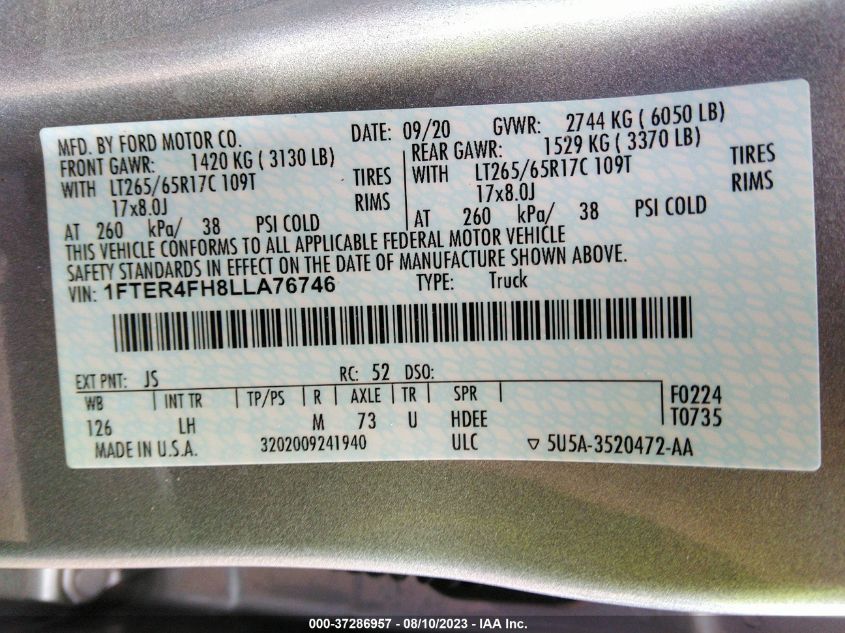 MFD. BY FORD MOTOR CO. DATE: 09/20 GVWR: 2744 KG ( 6050 LB)
FRONT GAWR: 1420 KG ( 3130 LB) REAR GAWR: 1529 KG ( 3370 LB)
WITH LT265/65R17C 109T TIRES WITH LT265/65R17C 109T TIRES
17x8.0J RIMS 17x8.0J RIMS
AT 260 kPa/ 38 PSI COLD AT 260 kPa/ 38 PSI COLD
THIS VEHICLE CONFORMS TO ALL APPLICABLE FEDERAL MOTOR VEHICLE
SAFETY STANDARDS IN EFFECT ON THE DATE OF MANUFACTURE SHOWN ABOVE.
VIN: 1FTER4FH8LLA76746 TYPE: Truck
EXT PNT: JS RC: 52 DSO:
WB INT TR TP/PS R AXLE TR SPR F0224
126 LH M 73 U HDEE T0735
MADE IN U.S.A. 3202009241940 ULC ▽ 5U5A-3520472-AA
000-37286957 - 08/10/2023 - IAA Inc.